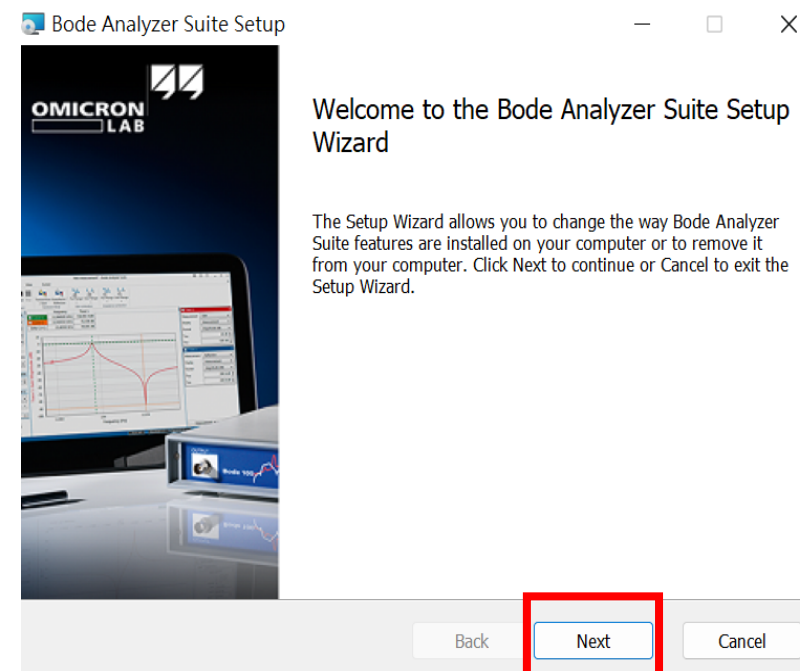 Bode Analyzer Suite Setup
OMICRON
LAB
Welcome to the Bode Analyzer Suite Setup
Wizard
The Setup Wizard allows you to change the way Bode Analyzer
Suite features are installed on your computer or to remove it
from your computer. Click Next to continue or Cancel to exit the
Setup Wizard.
Bode 100
Back
Next
Cancel